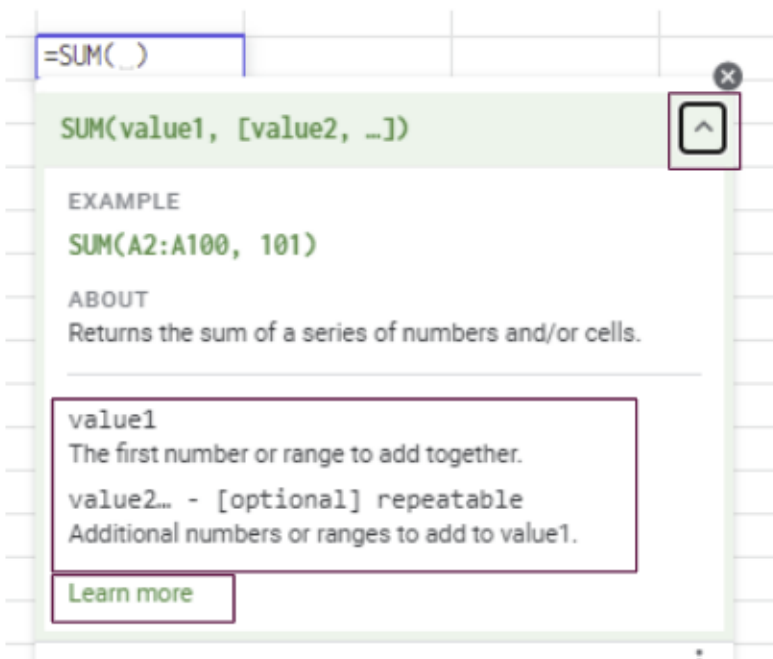 =SUM( )
SUM(value1, [value2, …])
EXAMPLE
SUM(A2:A100, 101)
ABOUT
Returns the sum of a series of numbers and/or cells.
value1
The first number or range to add together.
value2… - [optional] repeatable
Additional numbers or ranges to add to value1.
Learn more